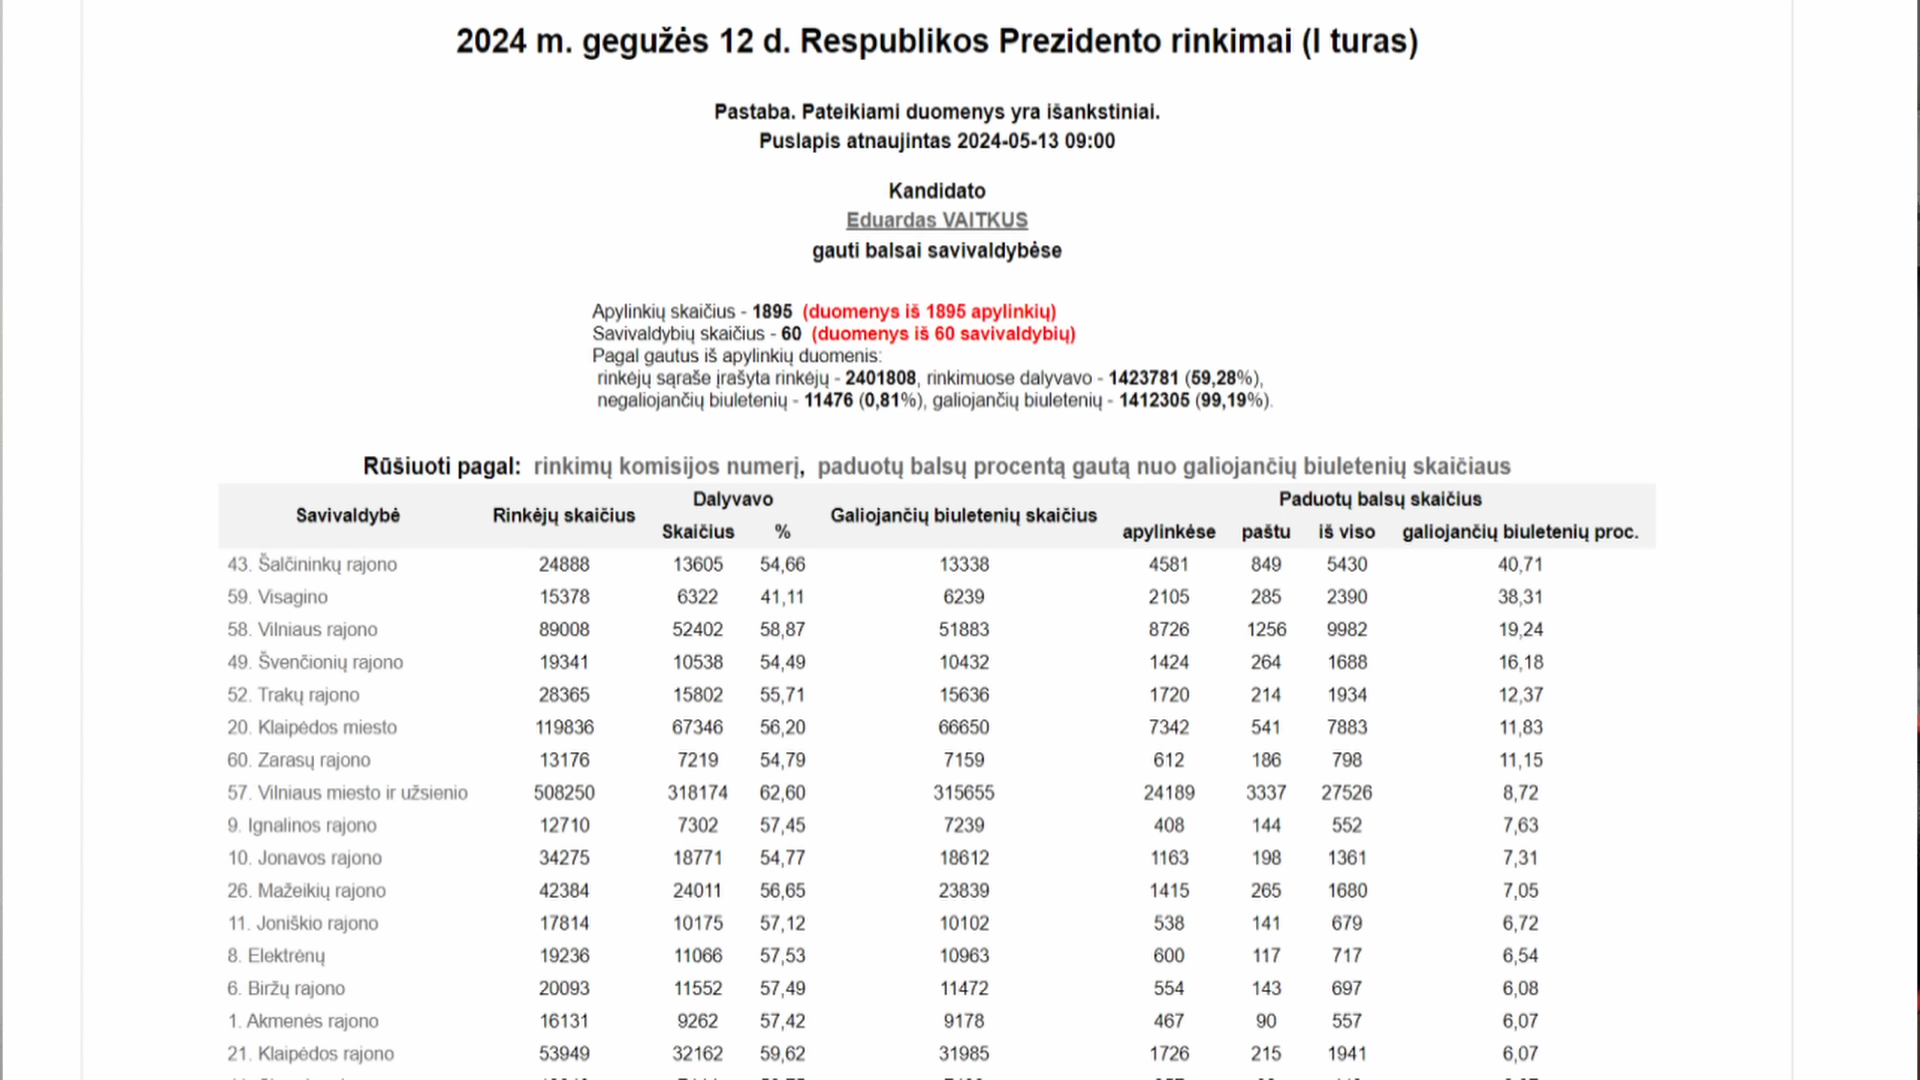 2024 m. gegužės 12 d. Respublikos Prezidento rinkimai (I turas)
Pastaba. Pateikiami duomenys yra išankstiniai.
Puslapis atnaujintas 2024-05-13 09:00
Kandidato
Eduardas VAITKUS
gauti balsai savivaldybėse
Apylinkių skaičius - 1895 (duomenys iš 1895 apylinkių)
Savivaldybių skaičius - 60 (duomenys iš 60 savivaldybių)
Pagal gautus iš apylinkių duomenis:
rinkėjų sąraše įrašyta rinkėjų - 2401808, rinkimuose dalyvavo - 1423781 (59,28%),
negaliojančių biuletenių - 11476 (0,81%), galiojančių biuletenių - 1412305 (99,19%).
Rūšiuoti pagal: rinkimų komisijos numerį, paduotų balsų procentą gautą nuo galiojančių biuletenių skaičiaus
Savivaldybė Rinkėjų skaičius Dalyvavo Galiojančių biuletenių skaičius Paduotų balsų skaičius
Skaičius % apylinkėse paštu iš viso galiojančių biuletenių proc.
43. Šalčininkų rajono 24888 13605 54,66 13338 4581 849 5430 40,71
59. Visagino 15378 6322 41,11 6239 2105 285 2390 38,31
58. Vilniaus rajono 89008 52402 58,87 51883 8726 1256 9982 19,24
49. Švenčionių rajono 19341 10538 54,49 10432 1424 264 1688 16,18
52. Trakų rajono 28365 15802 55,71 15636 1720 214 1934 12,37
20. Klaipėdos miesto 119836 67346 56,20 66650 7342 541 7883 11,83
60. Zarasų rajono 13176 7219 54,79 7159 612 186 798 11,15
57. Vilniaus miesto ir užsienio 508250 318174 62,60 315655 24189 3337 27526 8,72
9. Ignalinos rajono 12710 7302 57,45 7239 408 144 552 7,63
10. Jonavos rajono 34275 18771 54,77 18612 1163 198 1361 7,31
26. Mažeikių rajono 42384 24011 56,65 23839 1415 265 1680 7,05
11. Joniškio rajono 17814 10175 57,12 10102 538 141 679 6,72
8. Elektrėnų 19236 11066 57,53 10963 600 117 717 6,54
6. Biržų rajono 20093 11552 57,49 11472 554 143 697 6,08
1. Akmenės rajono 16131 9262 57,42 9178 467 90 557 6,07
21. Klaipėdos rajono 53949 32162 59,62 31985 1726 215 1941 6,07